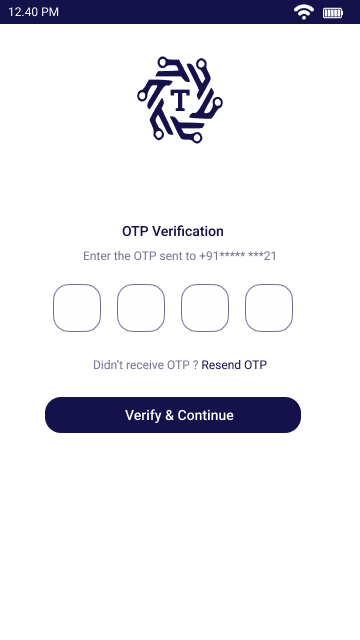 12.40 PM
T
OTP Verification
Enter the OTP sent to +91***** ***21
Didn't receive OTP ? Resend OTP
Verify & Continue